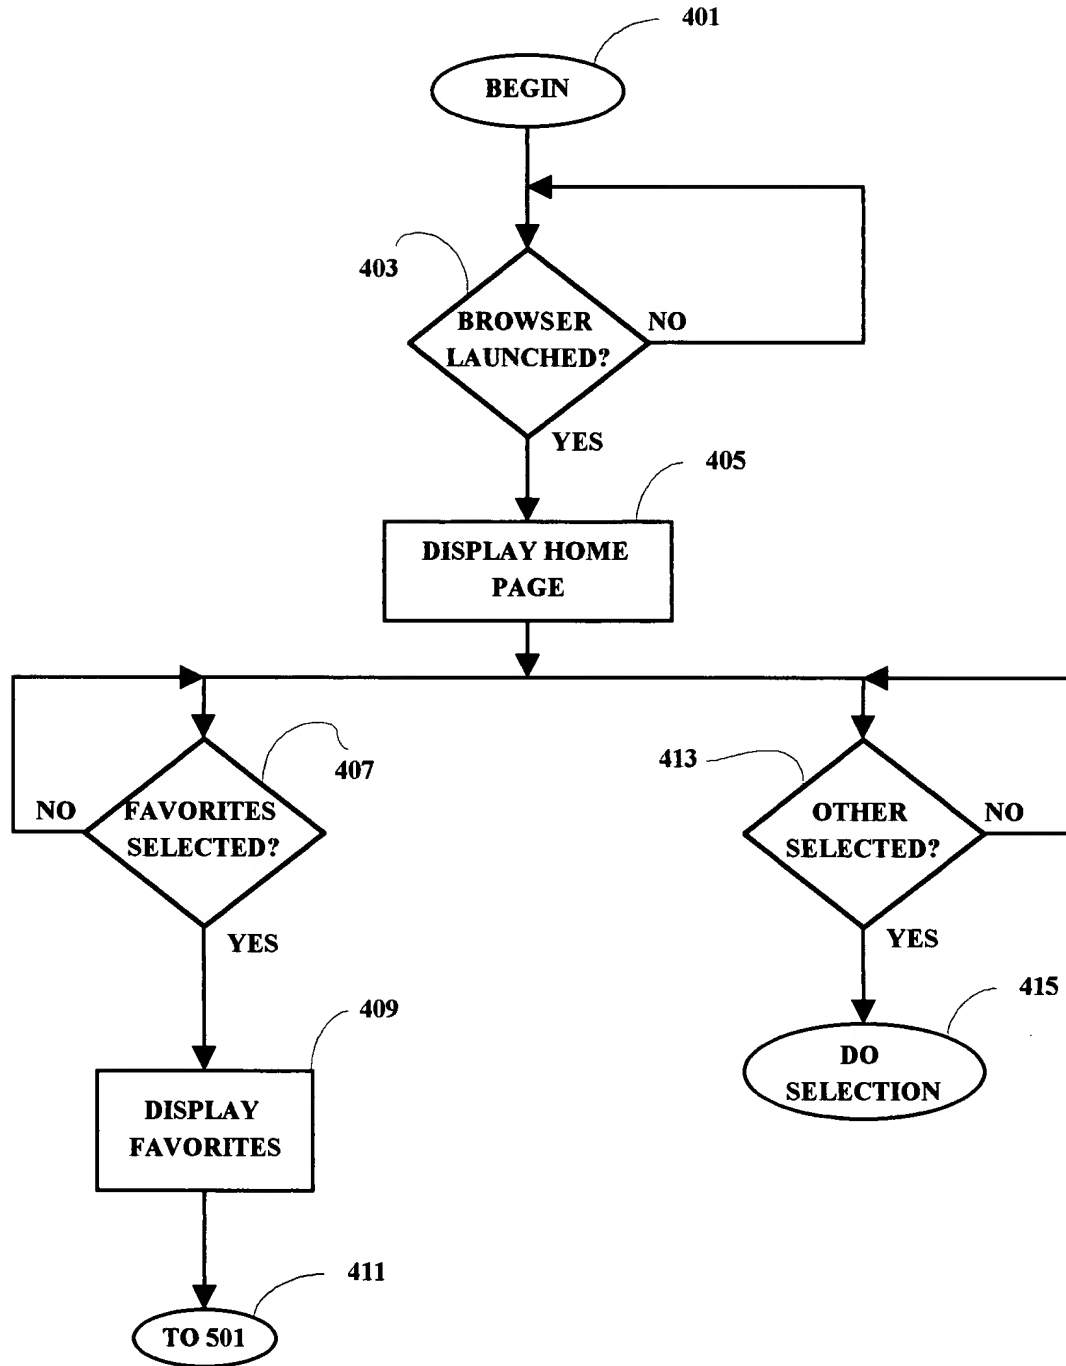 401
BEGIN
403
BROWSER
LAUNCHED?
NO
YES
405
DISPLAY HOME
PAGE
407
NO
FAVORITES
SELECTED?
YES
413
OTHER
SELECTED?
NO
YES
409
DISPLAY
FAVORITES
415
DO
SELECTION
411
TO 501